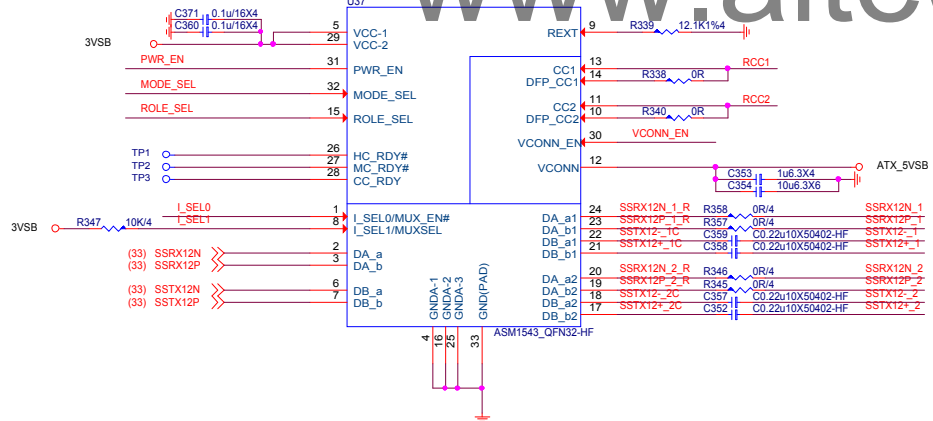 www.alte
U37
C371 0.1u/16X4
C360 0.1u/16X4
3VSB
5 VCC-1
29 VCC-2
PWR_EN 31 PWR_EN
MODE_SEL 32 MODE_SEL
ROLE_SEL 15 ROLE_SEL
TP1 26 HC_RDY#
TP2 27 MC_RDY#
TP3 28 CC_RDY
I_SEL0 1 I_SEL0/MUX_EN#
3VSB R347 10K/4 I_SEL1 8 I_SEL1/MUXSEL
(33) SSRX12N 2 DA_a
(33) SSRX12P 3 DA_b
(33) SSTX12N 6 DB_a
(33) SSTX12P 7 DB_b
REXT 9 R339 12.1K1%4
CC1 13 RCC1
DFP_CC1 14 R338 0R
CC2 11 RCC2
DFP_CC2 10 R340 0R
VCONN_EN 30 VCONN_EN
VCONN 12 ATX_5VSB
C353 1u6.3X4
C354 10u6.3X6
DA_a1 24 SSRX12N_1_R R358 0R/4 SSRX12N_1
DA_b1 23 SSRX12P_1_R R357 0R/4 SSRX12P_1
DB_a1 22 SSTX12-_1C C359 C0.22u10X50402-HF SSTX12-_1
DB_b1 21 SSTX12+_1C C358 C0.22u10X50402-HF SSTX12+_1
DA_a2 20 SSRX12N_2_R R346 0R/4 SSRX12N_2
DA_b2 19 SSRX12P_2_R R345 0R/4 SSRX12P_2
DB_a2 18 SSTX12-_2C C357 C0.22u10X50402-HF SSTX12-_2
DB_b2 17 SSTX12+_2C C352 C0.22u10X50402-HF SSTX12+_2
GNDA-1 GNDA-2 GNDA-3 GND(PAD)
4 16 25 33
ASM1543_QFN32-HF